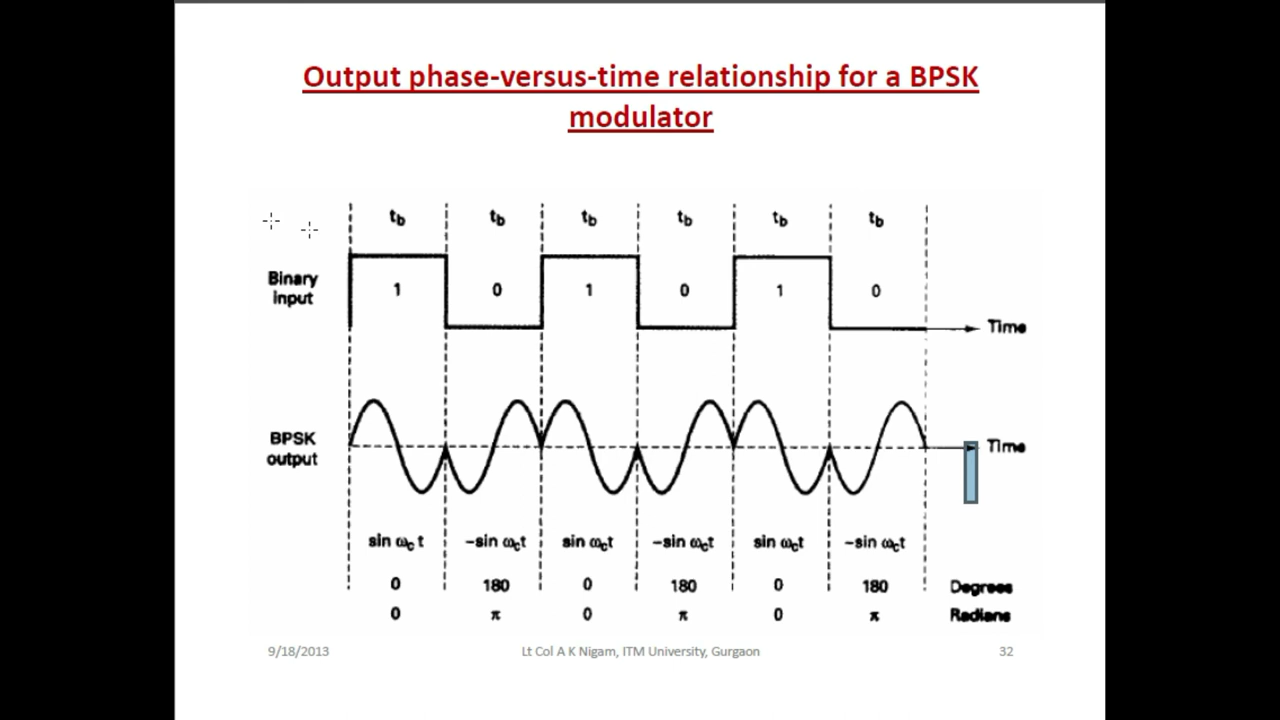 Output phase-versus-time relationship for a BPSK
modulator
tb tb tb tb tb tb
Binary
input
1 0 1 0 1 0
Time
BPSK
output
Time
sin ωct -sin ωct sin ωct -sin ωct sin ωct -sin ωct
0 180 0 180 0 180 Degrees
0 π 0 π 0 π Radians
9/18/2013 Lt Col A K Nigam, ITM University, Gurgaon 32